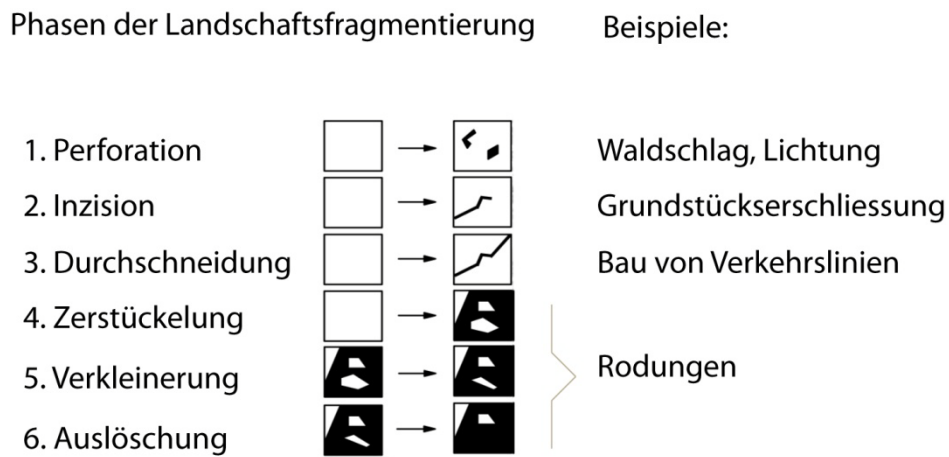 Phasen der Landschaftsfragmentierung Beispiele:
1. Perforation Waldschlag, Lichtung
2. Inzision Grundstückserschliessung
3. Durchschneidung Bau von Verkehrslinien
4. Zerstückelung
5. Verkleinerung Rodungen
6. Auslöschung